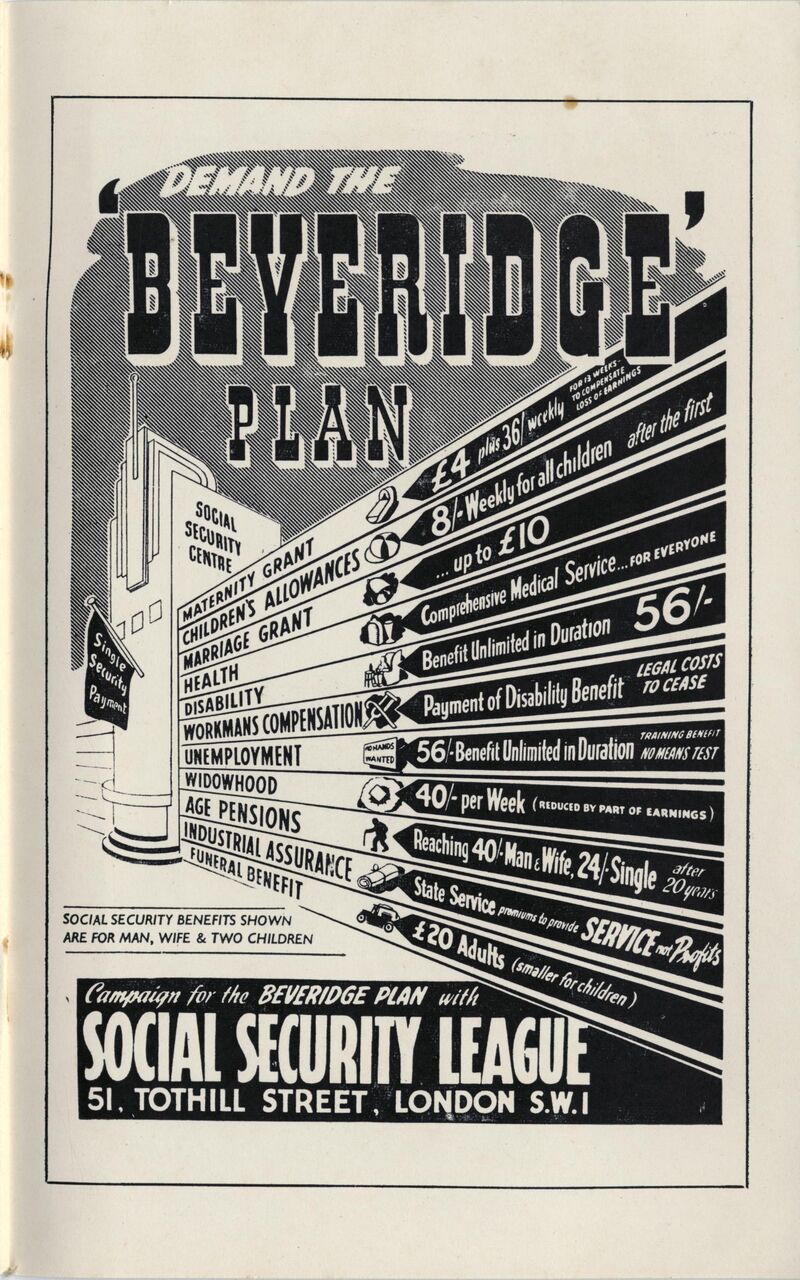 DEMAND THE
'BEVERIDGE'
PLAN
SOCIAL
SECURITY
CENTRE
Single
Security
Payment
MATERNITY GRANT £4 plus 36/ weekly FOR 13 WEEKS- TO COMPENSATE LOSS OF EARNINGS
CHILDREN'S ALLOWANCES 8/- Weekly for all children after the first
MARRIAGE GRANT ... up to £10
HEALTH Comprehensive Medical Service... FOR EVERYONE
DISABILITY Benefit Unlimited in Duration 56/-
WORKMANS COMPENSATION Payment of Disability Benefit LEGAL COSTS TO CEASE
UNEMPLOYMENT NO HANDS WANTED 56/- Benefit Unlimited in Duration TRAINING BENEFIT NO MEANS TEST
WIDOWHOOD 40/- per Week (REDUCED BY PART OF EARNINGS)
AGE PENSIONS Reaching 40/- Man & Wife, 24/- Single after 20 years
INDUSTRIAL ASSURANCE State Service premiums to provide SERVICE not Profits
FUNERAL BENEFIT £20 Adults (smaller for children)
SOCIAL SECURITY BENEFITS SHOWN
ARE FOR MAN, WIFE & TWO CHILDREN
Campaign for the BEVERIDGE PLAN with
SOCIAL SECURITY LEAGUE
51, TOTHILL STREET, LONDON S.W.1